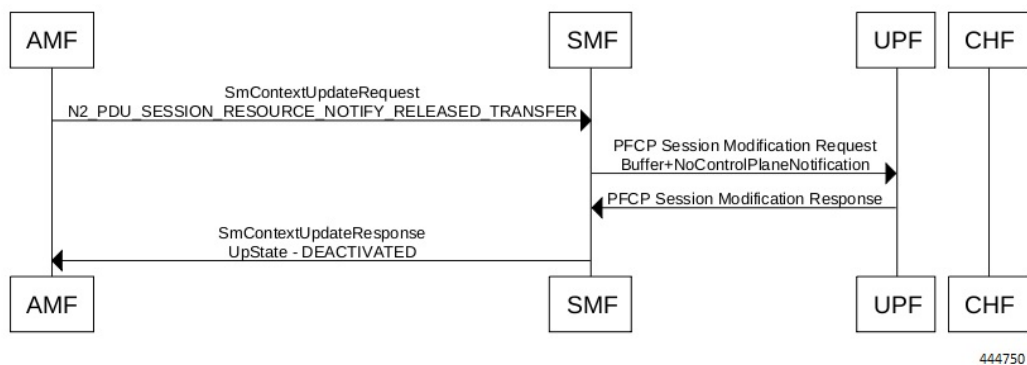 AMF
SMF
UPF
CHF
SmContextUpdateRequest
N2_PDU_SESSION_RESOURCE_NOTIFY_RELEASED_TRANSFER
PFCP Session Modification Request
Buffer+NoControlPlaneNotification
PFCP Session Modification Response
SmContextUpdateResponse
UpState - DEACTIVATED
AMF
SMF
UPF
CHF
444750